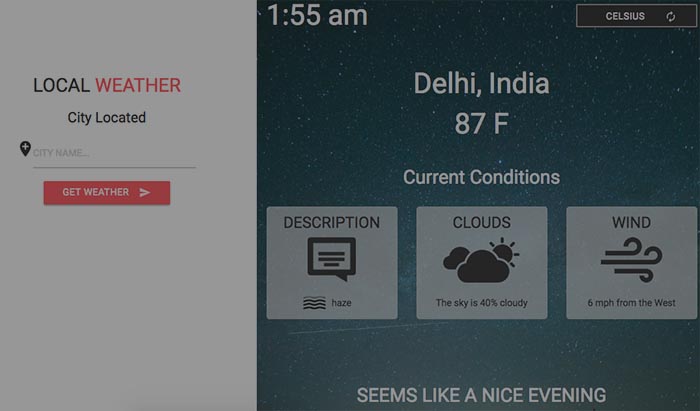 LOCAL WEATHER
City Located
CITY NAME...
GET WEATHER
1:55 am
CELSIUS
Delhi, India
87 F
Current Conditions
DESCRIPTION
haze
CLOUDS
The sky is 40% cloudy
WIND
6 mph from the West
SEEMS LIKE A NICE EVENING